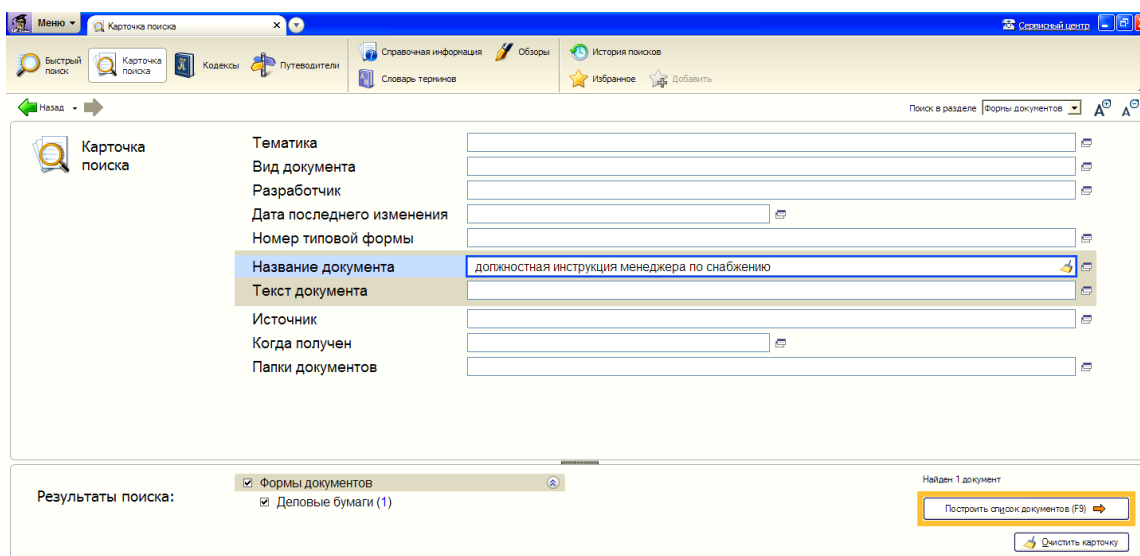 Меню
Карточка поиска
Сервисный центр
Быстрый поиск
Карточка поиска
Кодексы
Путеводители
Справочная информация
Обзоры
Словарь терминов
История поисков
Избранное
Добавить
Назад
Поиск в разделе Формы документов
Карточка
поиска
Тематика
Вид документа
Разработчик
Дата последнего изменения
Номер типовой формы
Название документа должностная инструкция менеджера по снабжению
Текст документа
Источник
Когда получен
Папки документов
Результаты поиска:
Формы документов
Деловые бумаги (1)
Найден 1 документ
Построить список документов (F9)
Очистить карточку